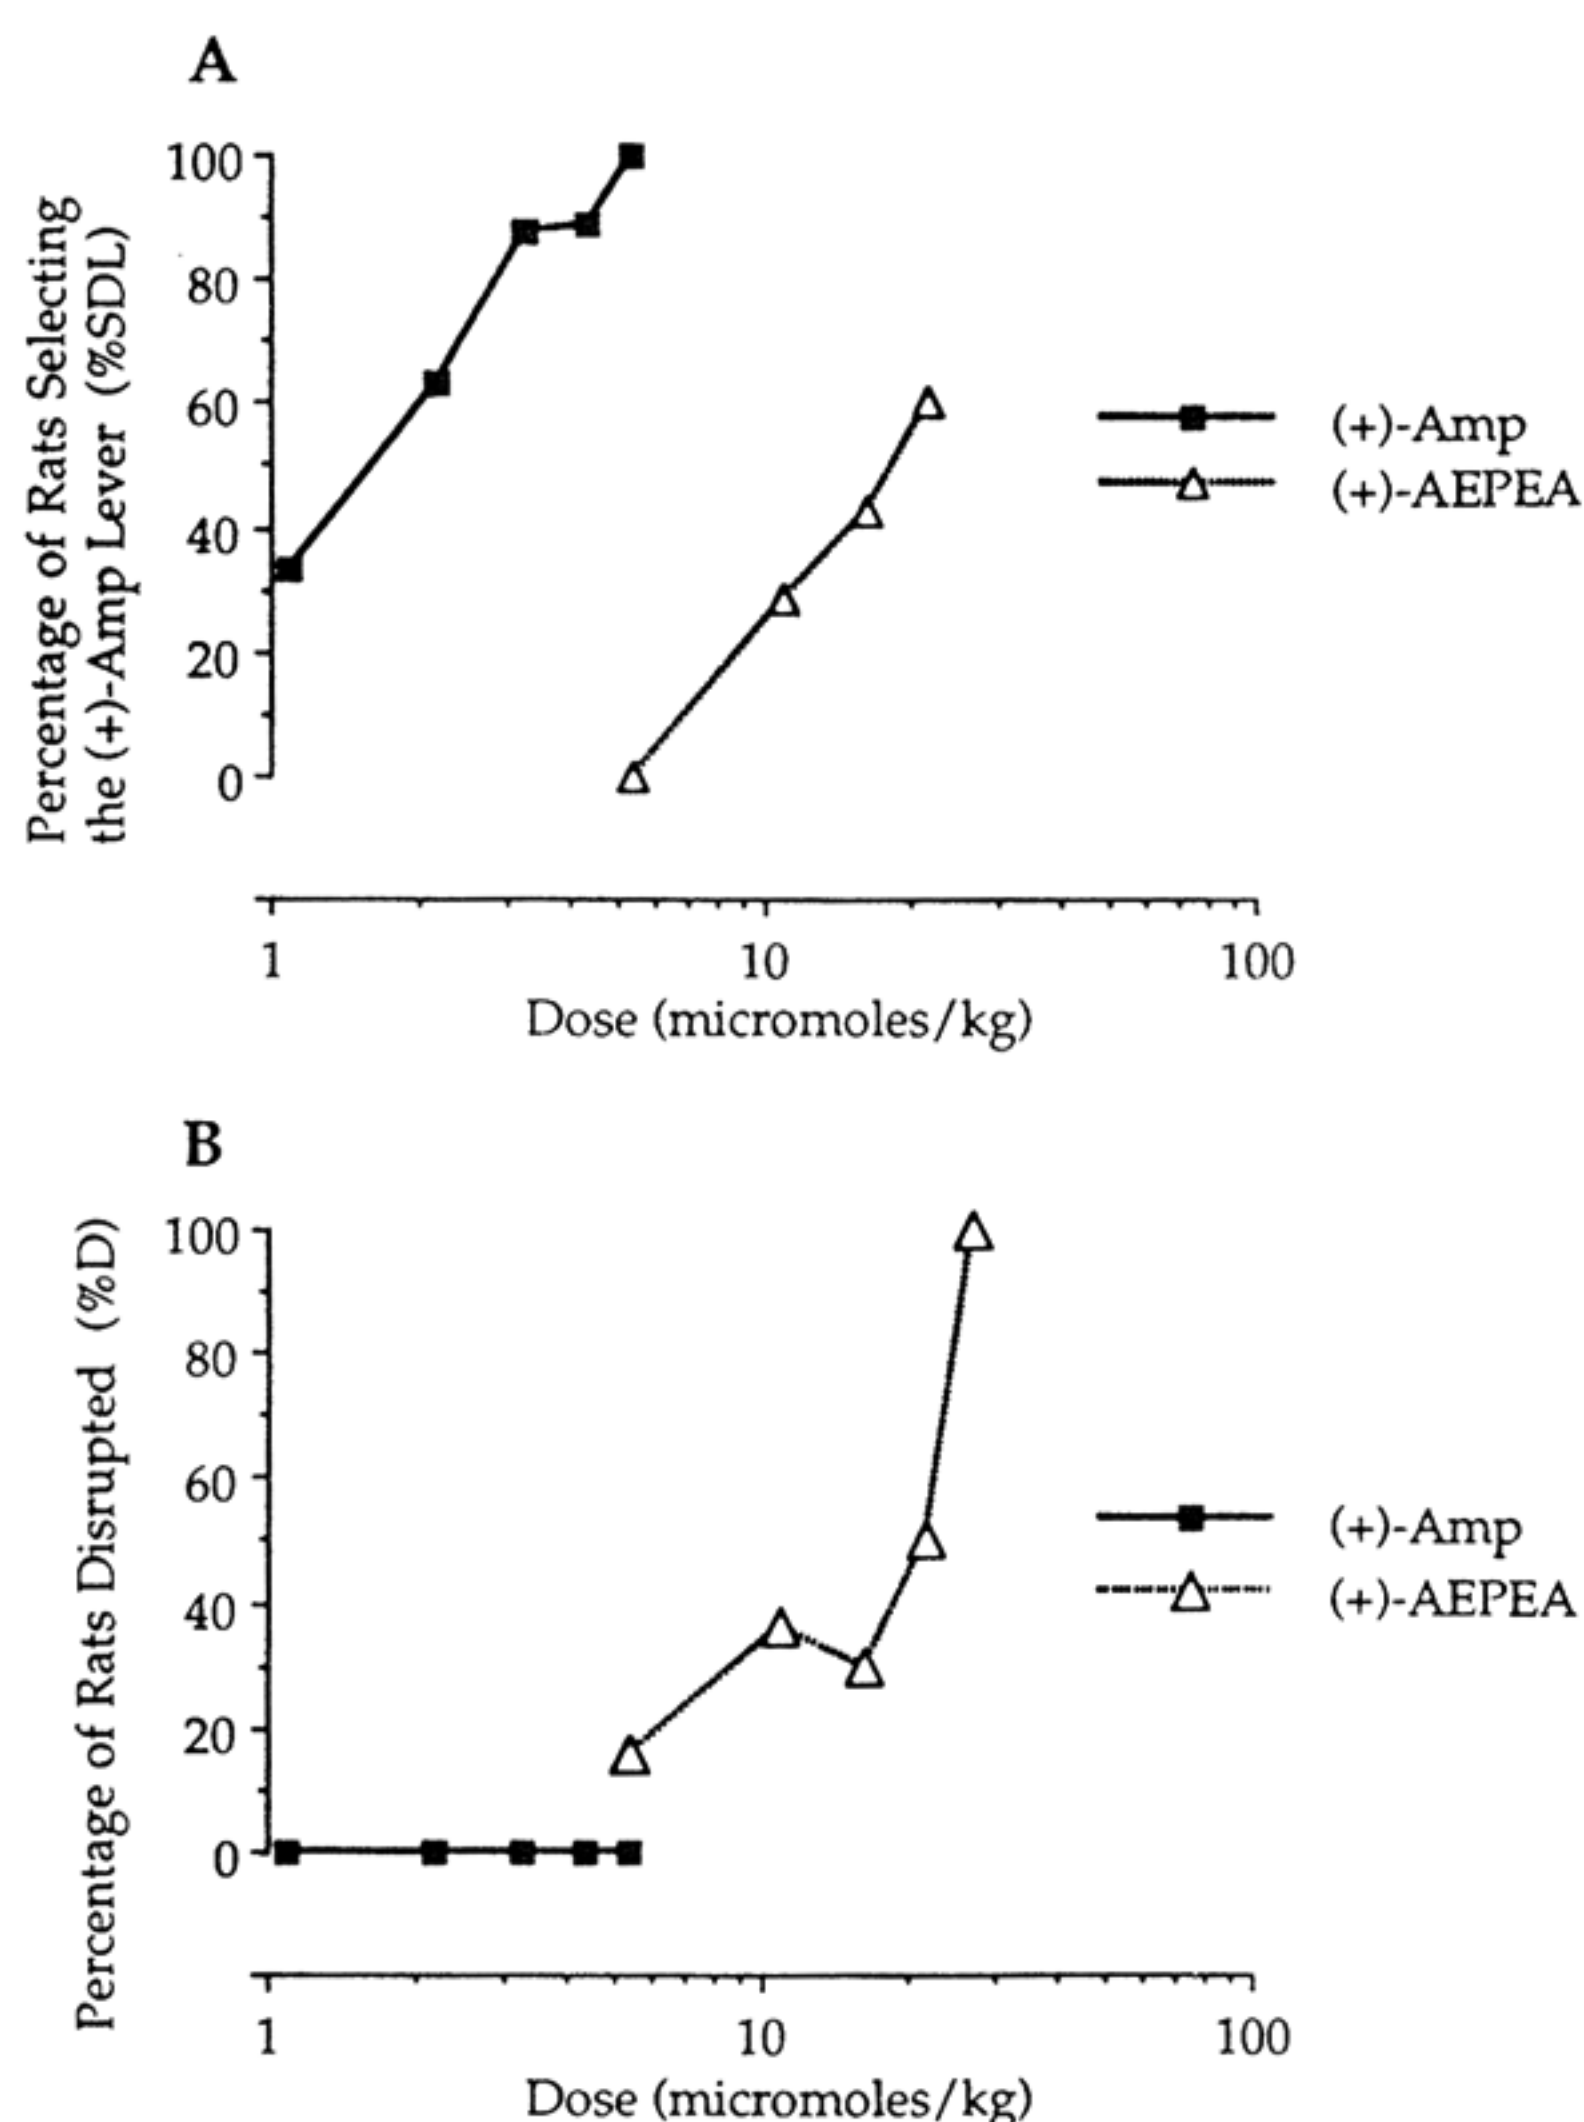 A
Percentage of Rats Selecting
the (+)-Amp Lever (%SDL)
100
80
60
40
20
0
(+)-Amp
(+)-AEPEA
1 10 100
Dose (micromoles/kg)
B
Percentage of Rats Disrupted (%D)
100
80
60
40
20
0
(+)-Amp
(+)-AEPEA
1 10 100
Dose (micromoles/kg)